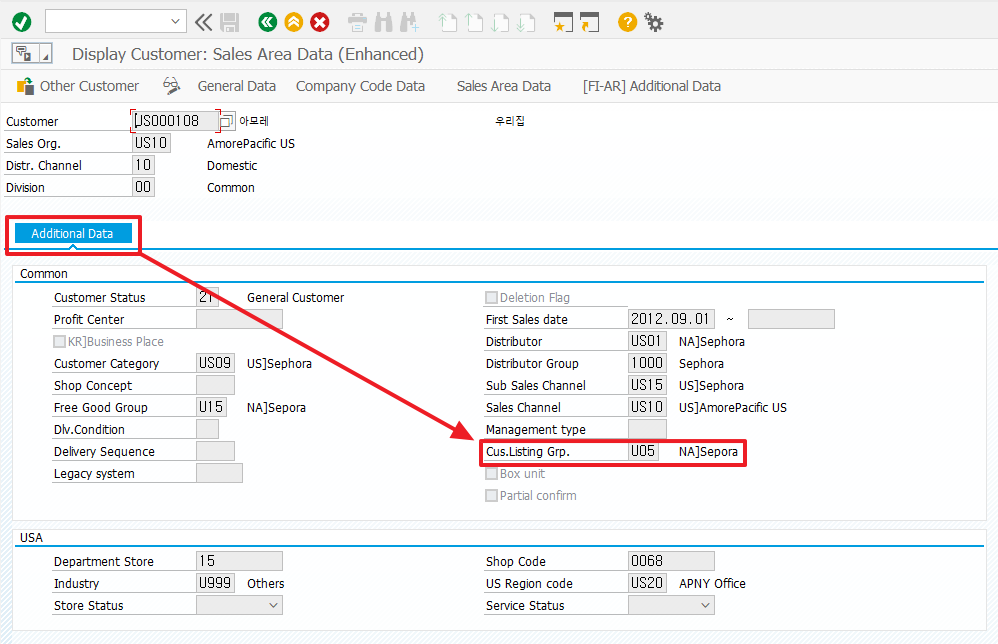 Display Customer: Sales Area Data (Enhanced)
Other Customer General Data Company Code Data Sales Area Data [FI-AR] Additional Data
Customer US000108 아모레 우리집
Sales Org. US10 AmorePacific US
Distr. Channel 10 Domestic
Division 00 Common
Additional Data
Common
Customer Status 21 General Customer Deletion Flag
Profit Center First Sales date 2012.09.01 ~
KR]Business Place Distributor US01 NA]Sephora
Customer Category US09 US]Sephora Distributor Group 1000 Sephora
Shop Concept Sub Sales Channel US15 US]Sephora
Free Good Group U15 NA]Sepora Sales Channel US10 US]AmorePacific US
Dlv.Condition Management type
Delivery Sequence Cus.Listing Grp. U05 NA]Sepora
Legacy system Box unit
Partial confirm
USA
Department Store 15 Shop Code 0068
Industry U999 Others US Region code US20 APNY Office
Store Status Service Status